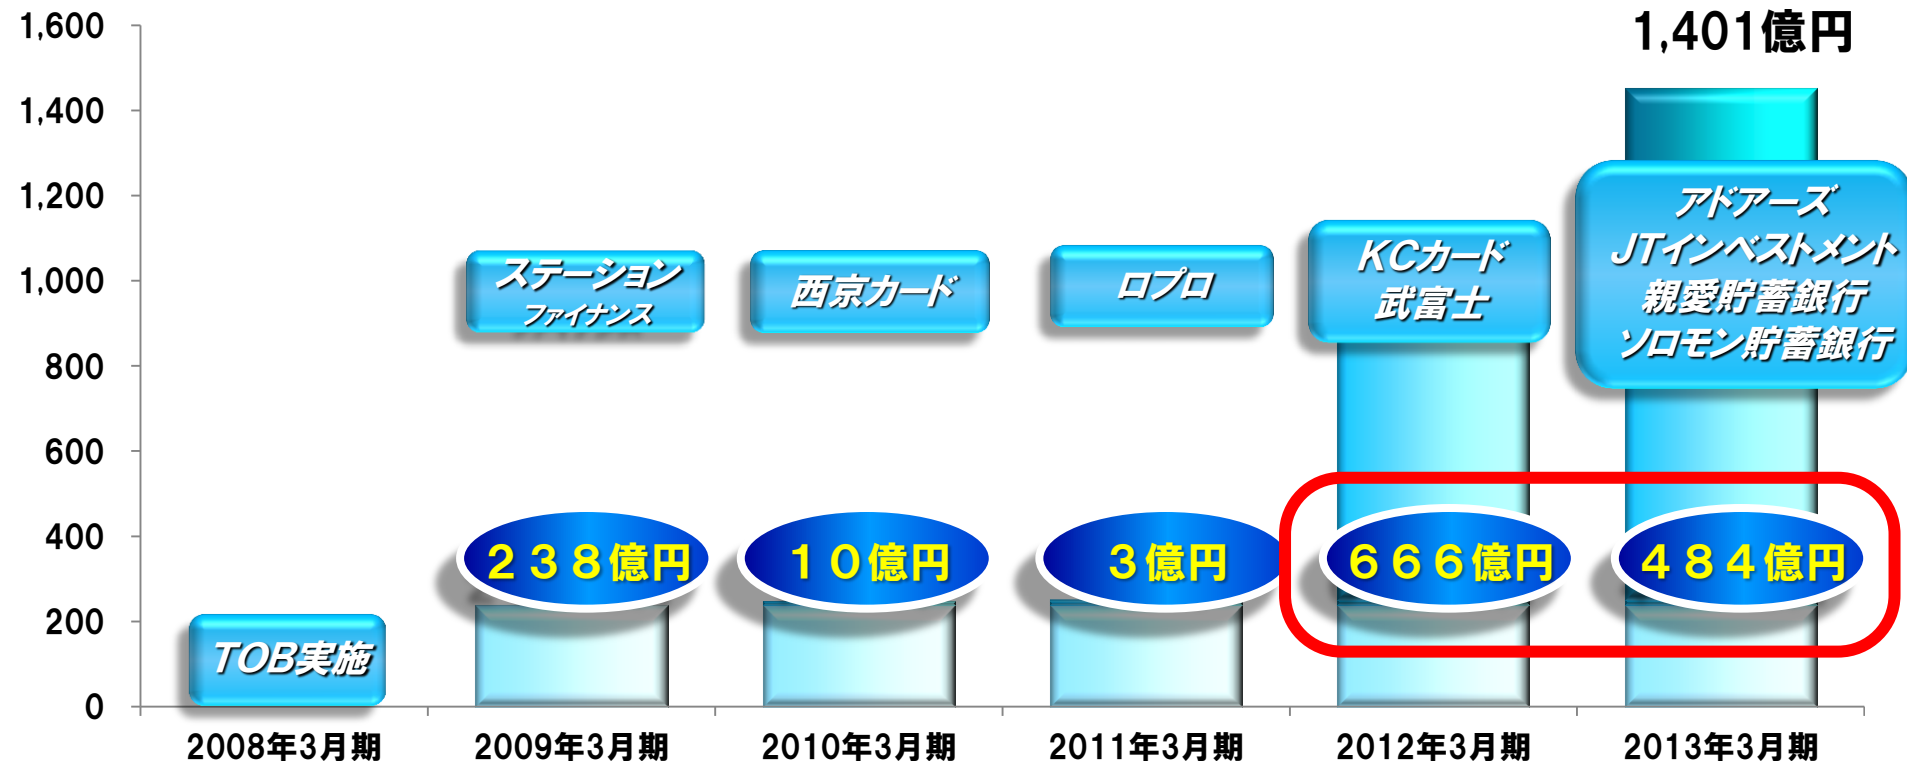 1,600
1,400
1,200
1,000
800
600
400
200
0
1,401億円
TOB実施
ステーション
ファイナンス
西京カード
ロプロ
KCカード
武富士
アドアーズ
JTインベストメント
親愛貯蓄銀行
ソロモン貯蓄銀行
２３８億円
１０億円
３億円
６６６億円
４８４億円
2008年3月期
2009年3月期
2010年3月期
2011年3月期
2012年3月期
2013年3月期